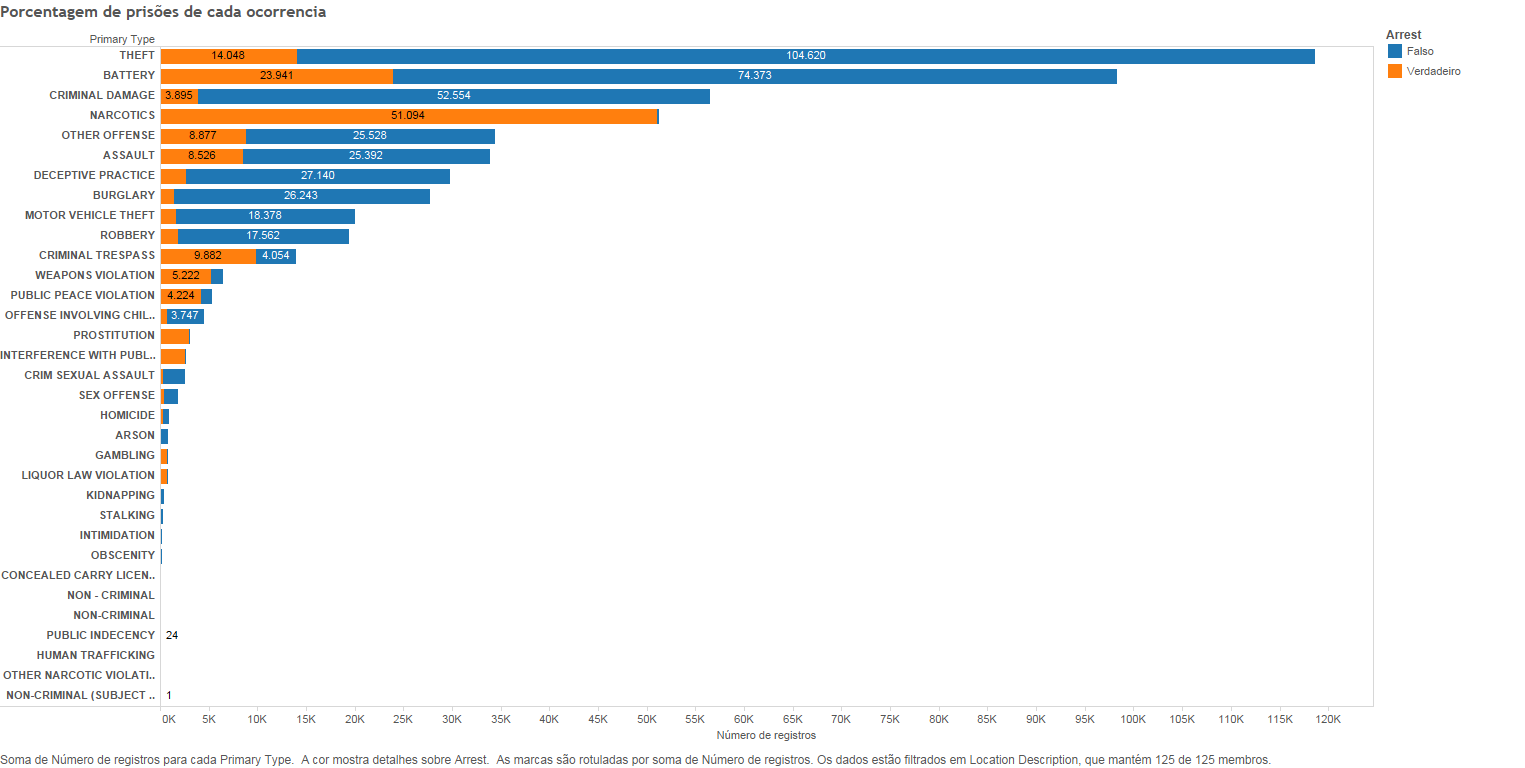 Porcentagem de prisões de cada ocorrencia
Primary Type
Arrest
Falso
Verdadeiro
THEFT 14.048 104.620
BATTERY 23.941 74.373
CRIMINAL DAMAGE 3.895 52.554
NARCOTICS 51.094
OTHER OFFENSE 8.877 25.528
ASSAULT 8.526 25.392
DECEPTIVE PRACTICE 27.140
BURGLARY 26.243
MOTOR VEHICLE THEFT 18.378
ROBBERY 17.562
CRIMINAL TRESPASS 9.882 4.054
WEAPONS VIOLATION 5.222
PUBLIC PEACE VIOLATION 4.224
OFFENSE INVOLVING CHIL.. 3.747
PROSTITUTION
INTERFERENCE WITH PUBL..
CRIM SEXUAL ASSAULT
SEX OFFENSE
HOMICIDE
ARSON
GAMBLING
LIQUOR LAW VIOLATION
KIDNAPPING
STALKING
INTIMIDATION
OBSCENITY
CONCEALED CARRY LICEN..
NON - CRIMINAL
NON-CRIMINAL
PUBLIC INDECENCY 24
HUMAN TRAFFICKING
OTHER NARCOTIC VIOLATI..
NON-CRIMINAL (SUBJECT .. 1
0K 5K 10K 15K 20K 25K 30K 35K 40K 45K 50K 55K 60K 65K 70K 75K 80K 85K 90K 95K 100K 105K 110K 115K 120K
Número de registros
Soma de Número de registros para cada Primary Type.  A cor mostra detalhes sobre Arrest.  As marcas são rotuladas por soma de Número de registros. Os dados estão filtrados em Location Description, que mantém 125 de 125 membros.